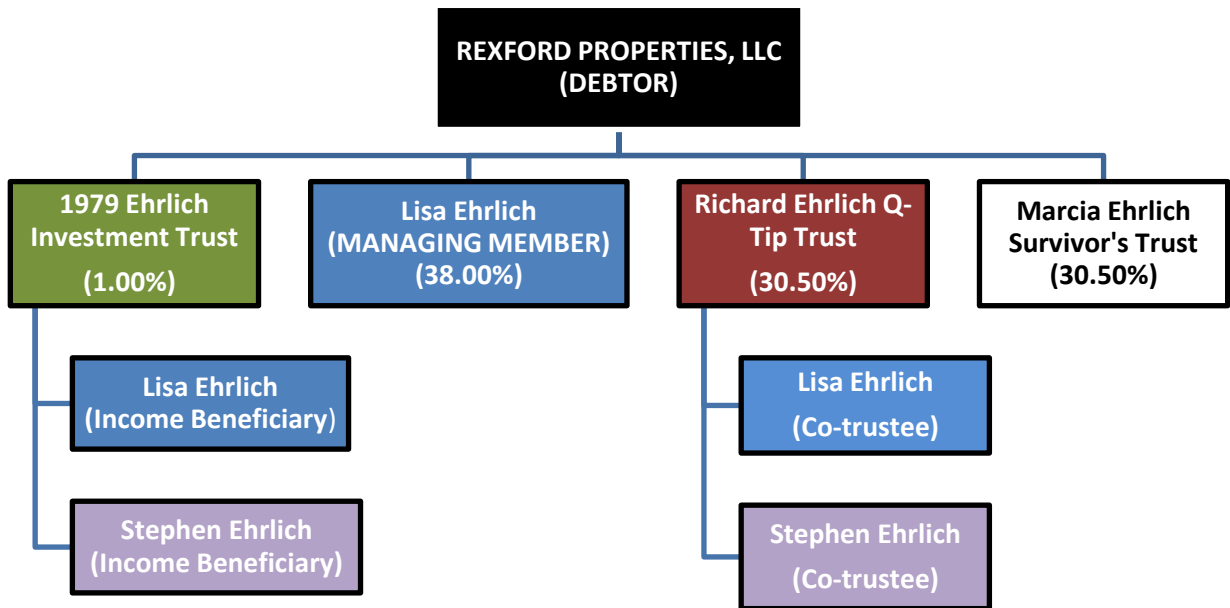 REXFORD PROPERTIES, LLC
(DEBTOR)
1979 Ehrlich
Investment Trust
(1.00%)
Lisa Ehrlich
(MANAGING MEMBER)
(38.00%)
Richard Ehrlich Q-
Tip Trust
(30.50%)
Marcia Ehrlich
Survivor's Trust
(30.50%)
Lisa Ehrlich
(Income Beneficiary)
Stephen Ehrlich
(Income Beneficiary)
Lisa Ehrlich
(Co-trustee)
Stephen Ehrlich
(Co-trustee)